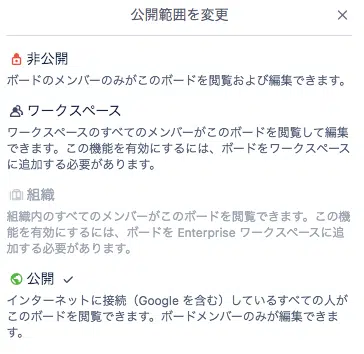 公開範囲を変更
非公開
ボードのメンバーのみがこのボードを閲覧および編集できます。
ワークスペース
ワークスペースのすべてのメンバーがこのボードを閲覧して編集
できます。この機能を有効にするには、ボードをワークスペース
に追加する必要があります。
組織
組織内のすべてのメンバーがこのボードを閲覧できます。この機
能を有効にするには、ボードを Enterprise ワークスペースに追
加する必要があります。
公開
インターネットに接続（Google を含む）しているすべての人が
このボードを閲覧できます。ボードメンバーのみが編集できま
す。